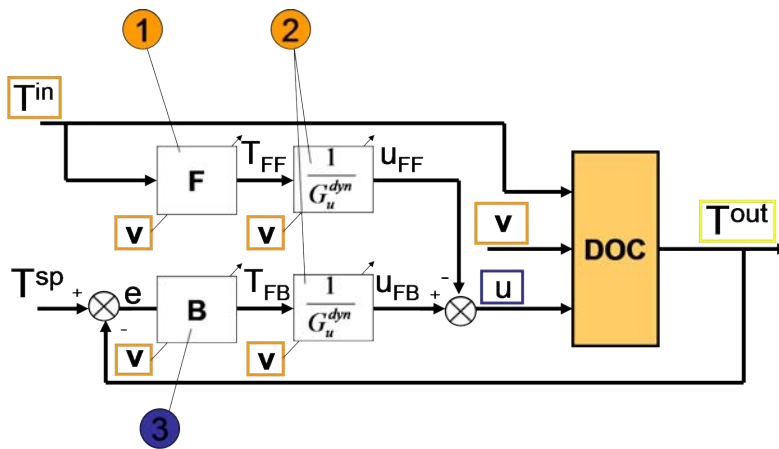 1
2
T^in
F
T_FF
1
G_u^dyn
u_FF
v
v
v
DOC
T^out
-
T^sp
+
e
-
B
T_FB
1
G_u^dyn
u_FB
+
u
v
v
3